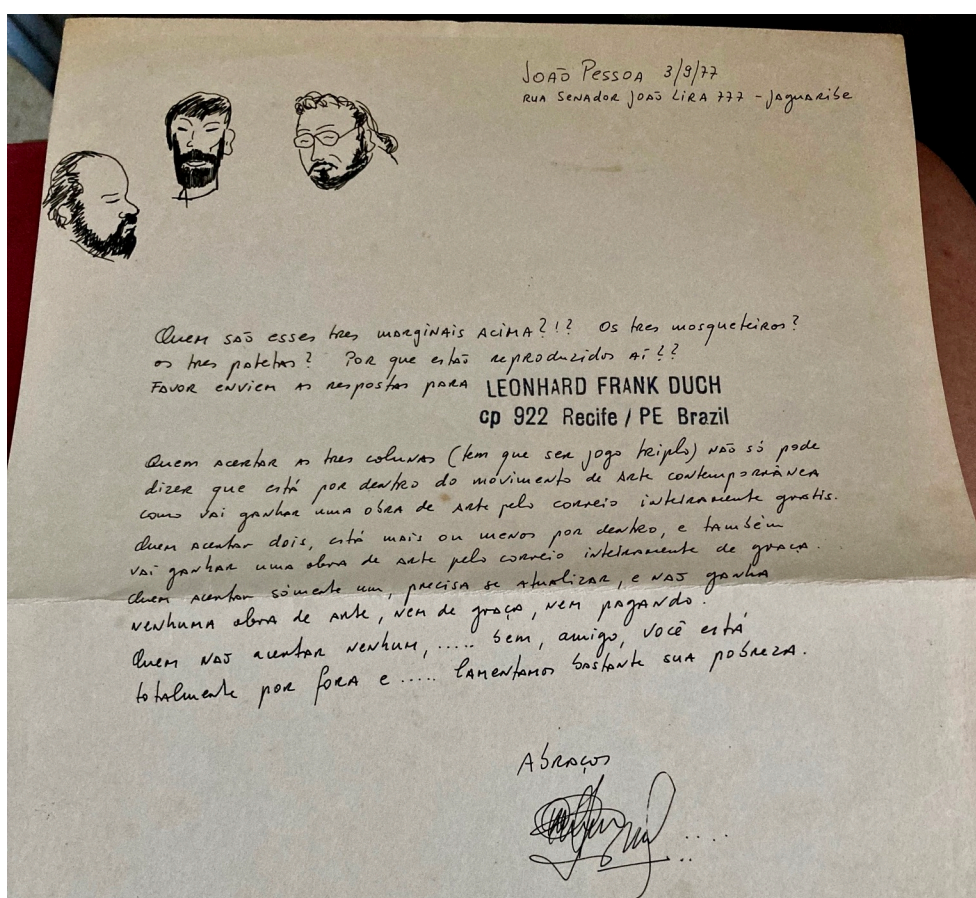 João Pessoa 3/9/77
Rua Senador João Lira 777 - Jaguaribe
Quem são esses tres marginais acima?!? Os tres mosqueteiros?
os tres patetas? Por que estão reproduzidos aí!?
Favor enviem as respostas para LEONHARD FRANK DUCH
cp 922 Recife / PE Brazil
Quem acertar as tres colunas (tem que ser jogo triplo) não só pode
dizer que está por dentro do movimento de arte contemporânea
como vai ganhar uma obra de arte pelo correio inteiramente gratis.
Quem acertar dois, está mais ou menos por dentro, e também
vai ganhar uma obra de arte pelo correio inteiramente de graça.
Quem acertar sòmente um, precisa se atualizar, e não ganha
nenhuma obra de arte, nem de graça, nem pagando.
Quem não acertar nenhum, ..... bem, amigo, você está
totalmente por fora e ..... lamentamos bastante sua pobreza.
Abraços